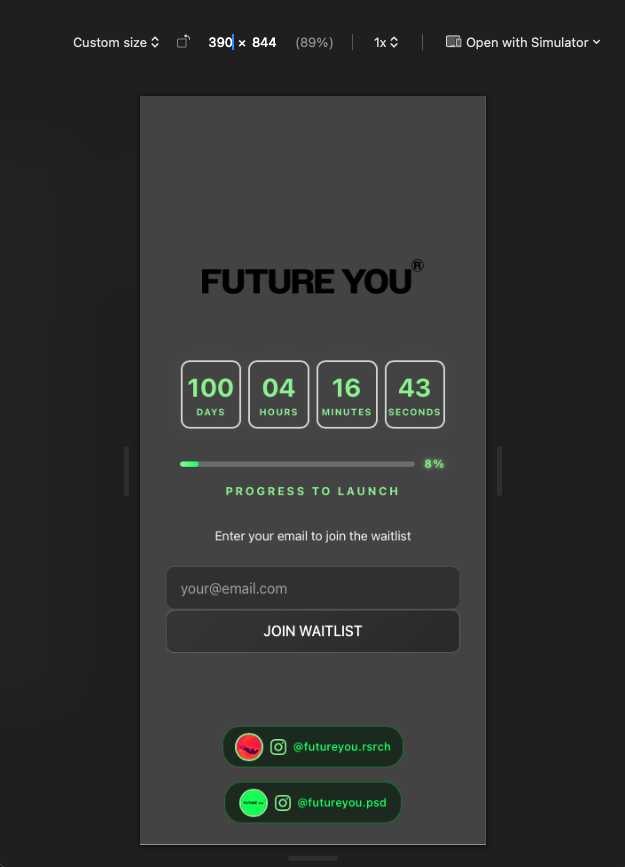 Custom size 390 × 844 (89%) 1x Open with Simulator
FUTURE YOU®
100 04 16 43
DAYS HOURS MINUTES SECONDS
8%
PROGRESS TO LAUNCH
Enter your email to join the waitlist
your@email.com
JOIN WAITLIST
@futureyou.rsrch
FUTURE YOU
@futureyou.psd